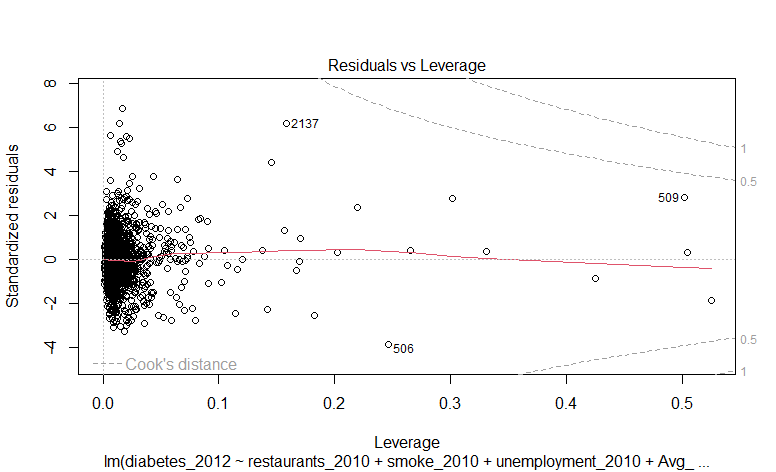 Residuals vs Leverage
Standardized residuals
8
6
4
2
0
-2
-4
2137
509
506
1
0.5
0.5
1
Cook's distance
0.0 0.1 0.2 0.3 0.4 0.5
Leverage
lm(diabetes_2012 ~ restaurants_2010 + smoke_2010 + unemployment_2010 + Avg_ ...